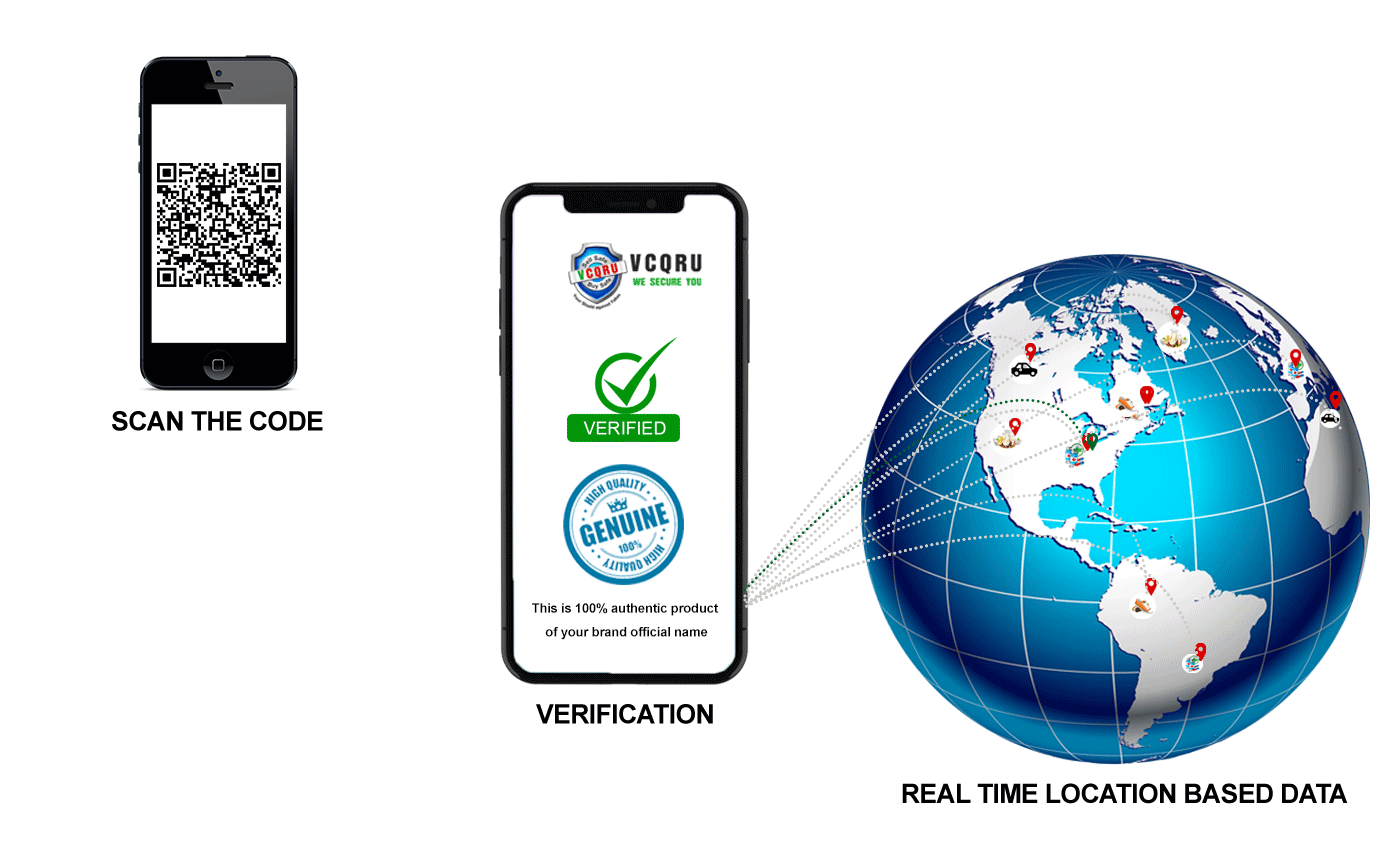 SCAN THE CODE
Sell Safe
VCQRU
Buy Safe
VCQRU
WE SECURE YOU
VERIFIED
HIGH QUALITY
GENUINE
100%
HIGH QUALITY
This is 100% authentic product
of your brand official name
VERIFICATION
REAL TIME LOCATION BASED DATA